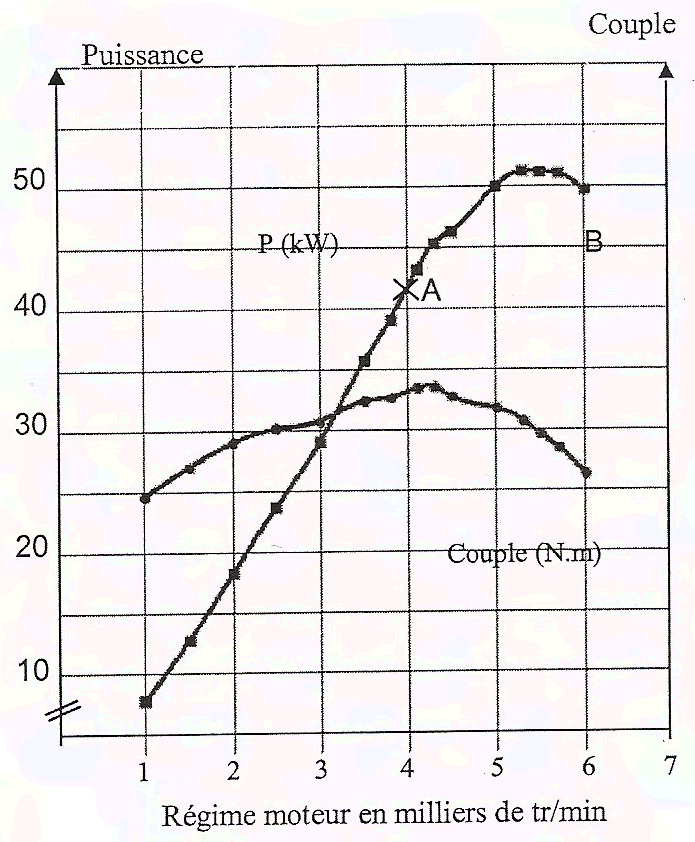 Couple
Puissance
50
P (kW)
B
40
A
30
20
Couple (N.m)
10
1 2 3 4 5 6 7
Régime moteur en milliers de tr/min